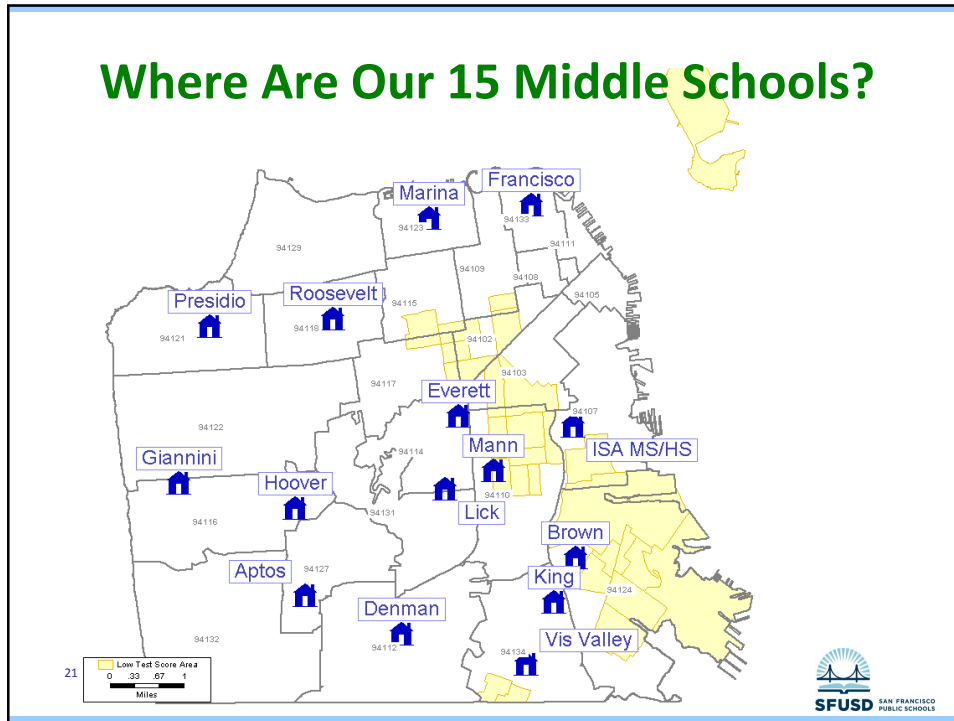 Where Are Our 15 Middle Schools?
Francisco
Marina
94133
94123
94111
94129
94109
94108
94105
Presidio
Roosevelt
94115
94118
94121
94102
94103
94117
Everett
94107
94122
94114
Mann
ISA MS/HS
Giannini
Hoover
94110
Lick
94131
94116
Brown
Aptos
94127
King
94124
Denman
94132
94112
Vis Valley
94134
21
Low Test Score Area
0 .33 .67 1
Miles
SFUSD SAN FRANCISCO
PUBLIC SCHOOLS